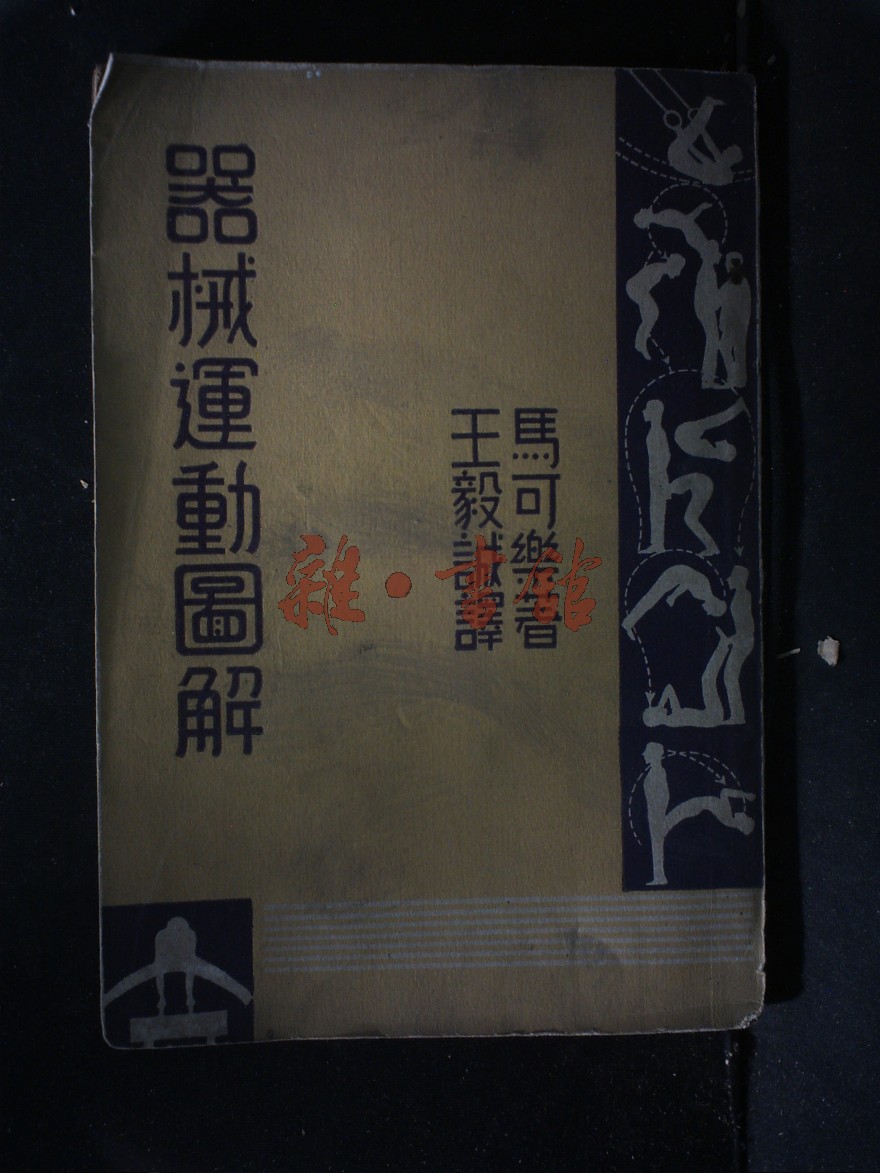 器械運動圖解
馬可樂著
王毅誠譯
雜·書館